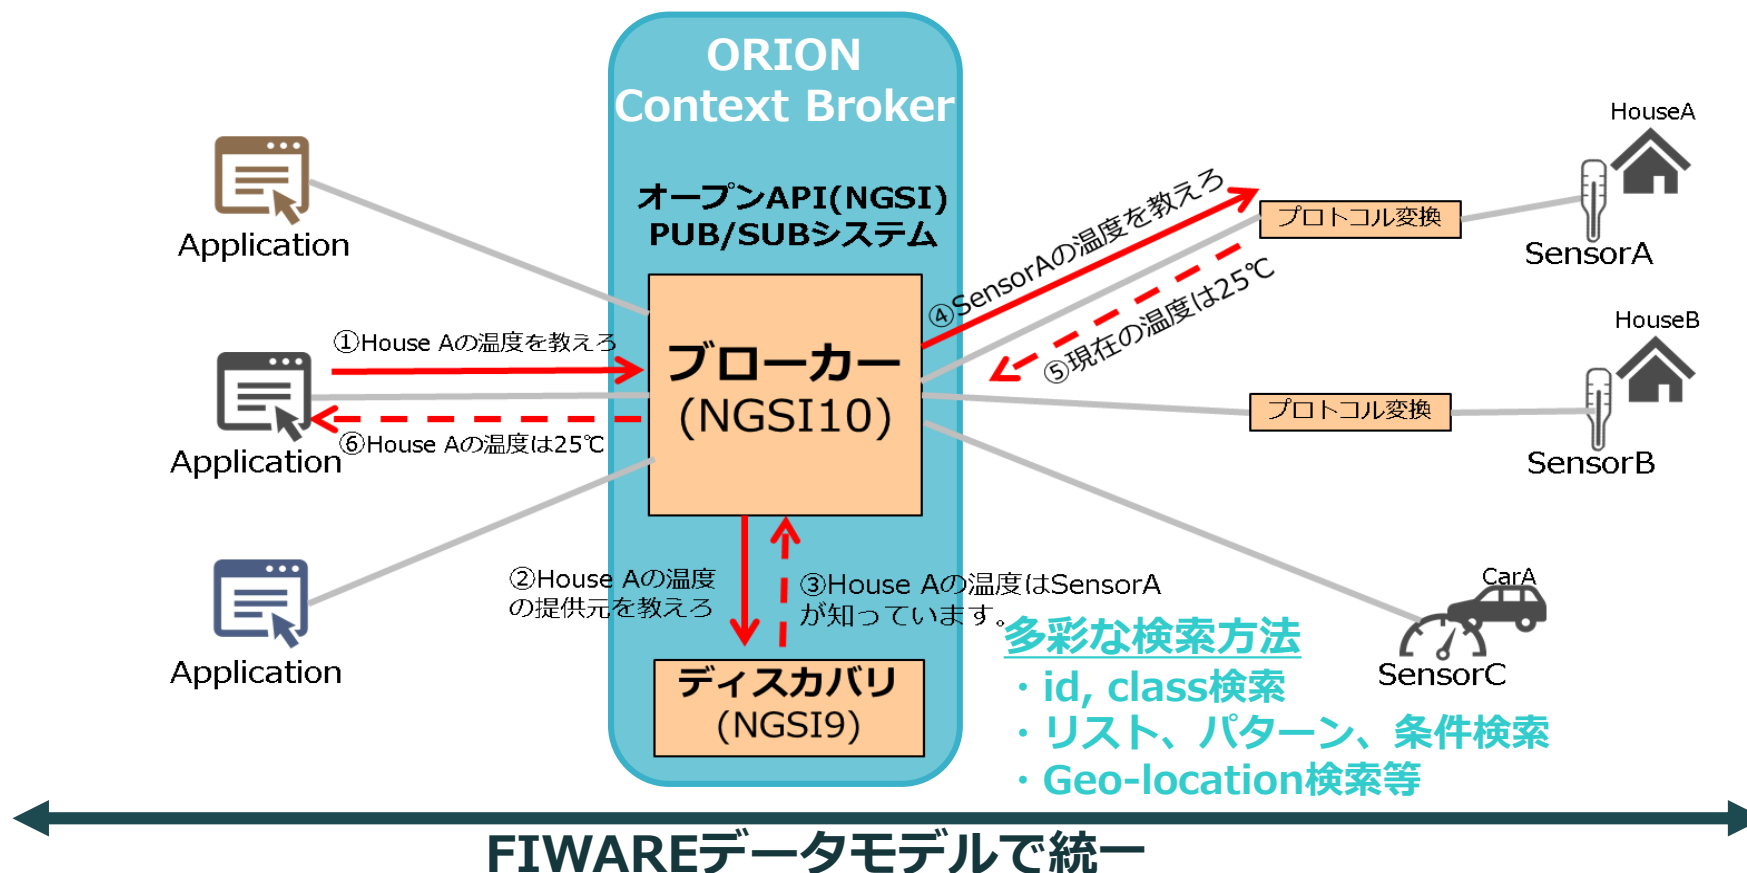 ORION
Context Broker
オープンAPI(NGSI)
PUB/SUBシステム
ブローカー
(NGSI10)
ディスカバリ
(NGSI9)
Application
Application
Application
①House Aの温度を教えろ
⑥House Aの温度は25℃
②House Aの温度
の提供元を教えろ
③House Aの温度はSensorA
が知っています。
④SensorAの温度を教えろ
⑤現在の温度は25℃
プロトコル変換
HouseA
SensorA
プロトコル変換
HouseB
SensorB
CarA
SensorC
多彩な検索方法
・id, class検索
・リスト、パターン、条件検索
・Geo-location検索等
FIWAREデータモデルで統一